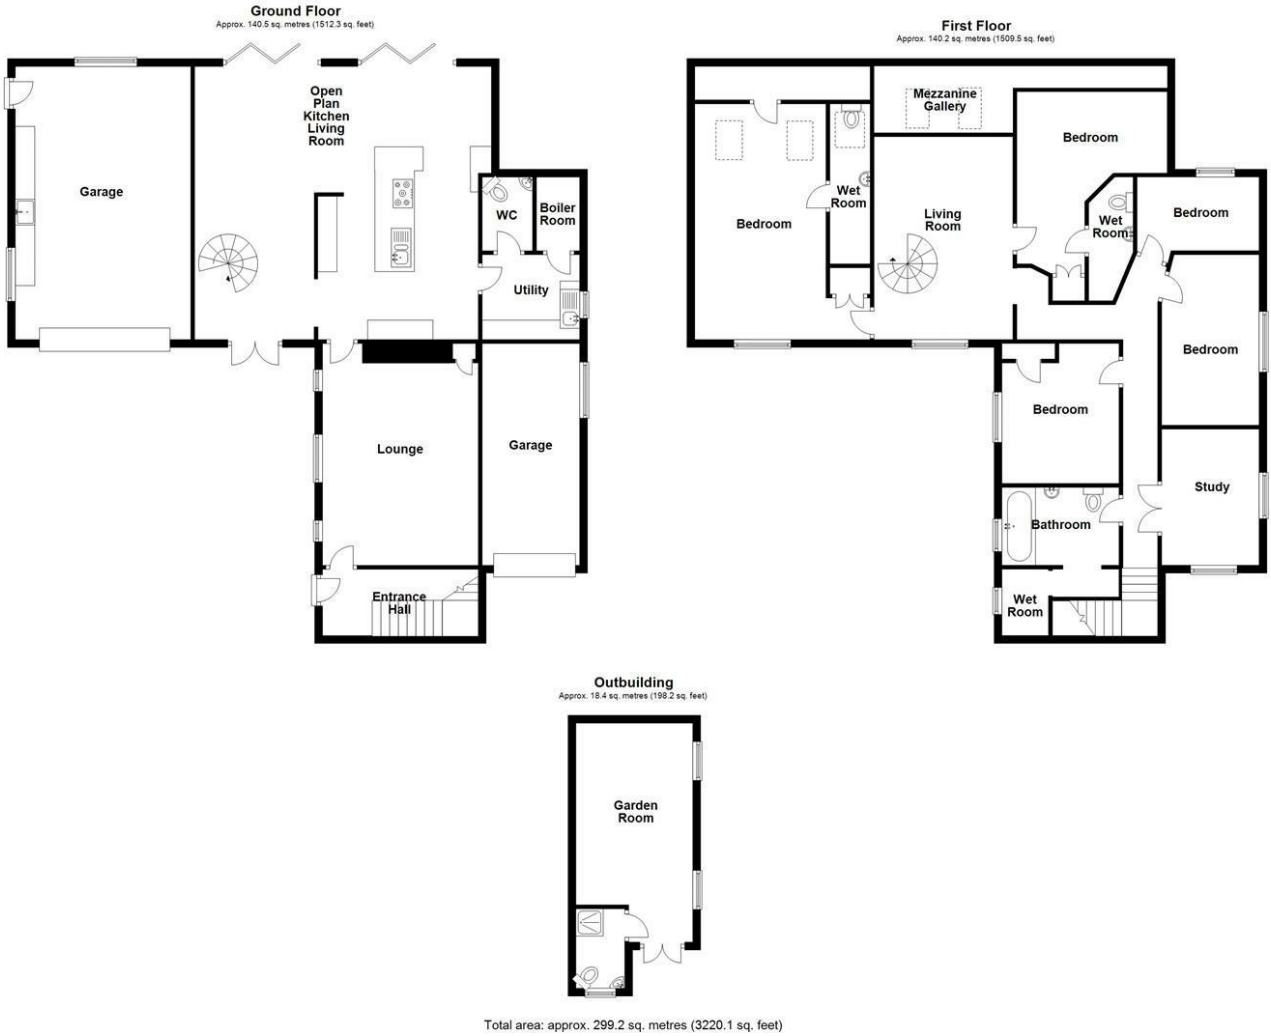 Ground Floor
Approx. 140.5 sq. metres (1512.3 sq. feet)
Open
Plan
Kitchen
Living
Room
Garage
WC
Boiler
Room
Utility
Lounge
Garage
Entrance
Hall
First Floor
Approx. 140.2 sq. metres (1509.5 sq. feet)
Mezzanine
Gallery
Bedroom
Wet
Room
Bedroom
Living
Room
Wet
Room
Bedroom
Bedroom
Bedroom
Study
Bathroom
Wet
Room
Outbuilding
Approx. 18.4 sq. metres (198.2 sq. feet)
Garden
Room
Total area: approx. 299.2 sq. metres (3220.1 sq. feet)